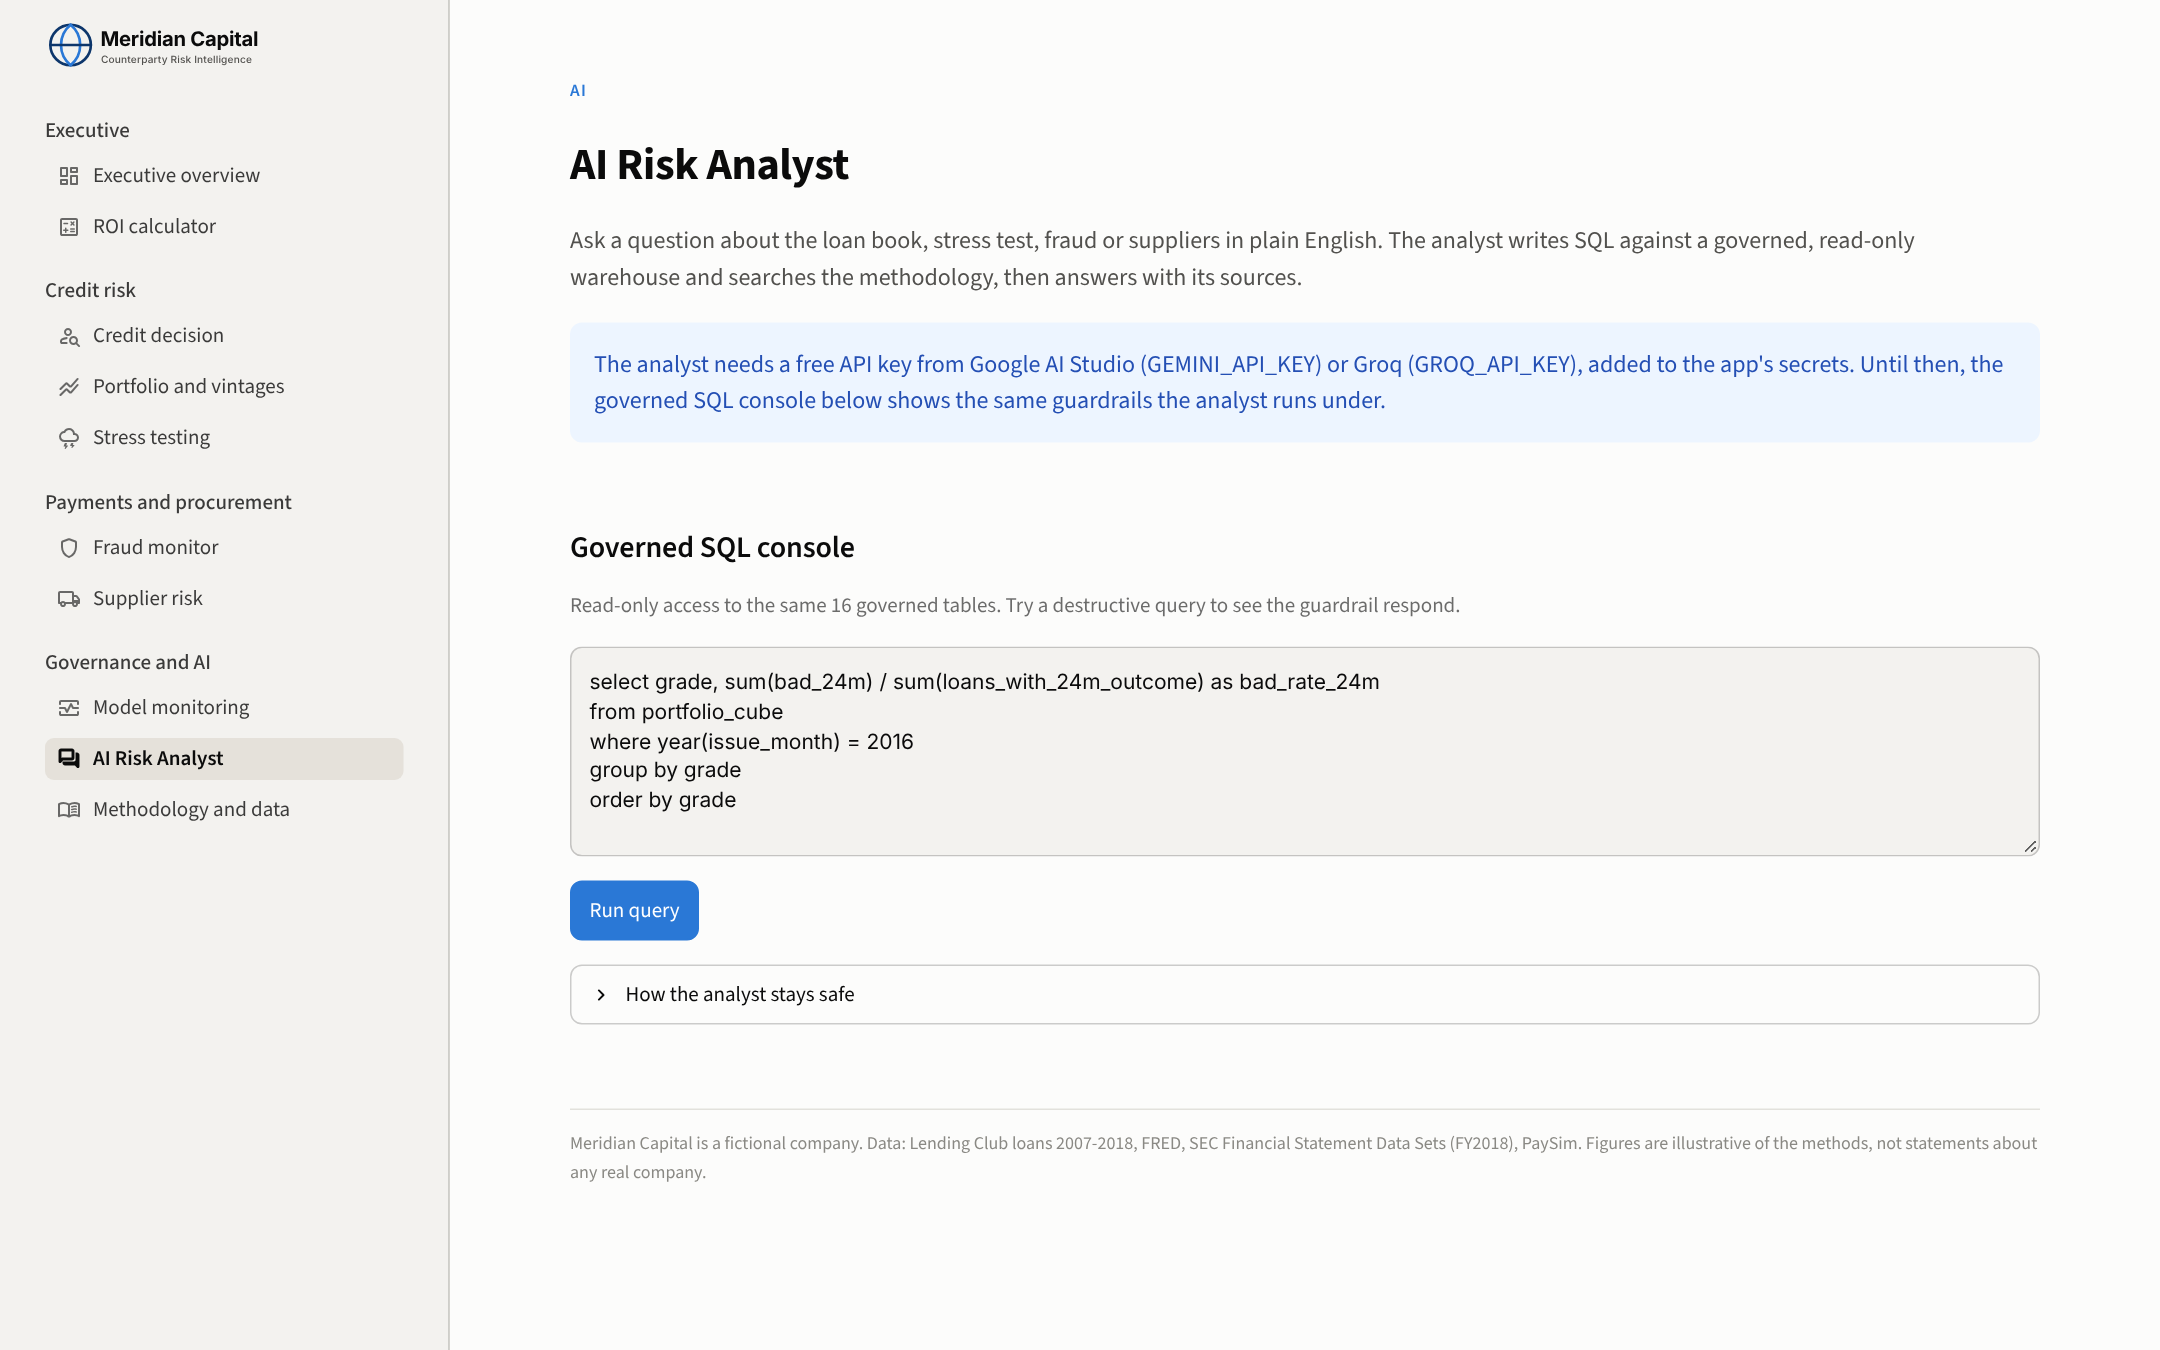 Meridian Capital
Counterparty Risk Intelligence
Executive
Executive overview
ROI calculator
Credit risk
Credit decision
Portfolio and vintages
Stress testing
Payments and procurement
Fraud monitor
Supplier risk
Governance and AI
Model monitoring
AI Risk Analyst
Methodology and data
AI
AI Risk Analyst
Ask a question about the loan book, stress test, fraud or suppliers in plain English. The analyst writes SQL against a governed, read-only
warehouse and searches the methodology, then answers with its sources.
The analyst needs a free API key from Google AI Studio (GEMINI_API_KEY) or Groq (GROQ_API_KEY), added to the app's secrets. Until then, the
governed SQL console below shows the same guardrails the analyst runs under.
Governed SQL console
Read-only access to the same 16 governed tables. Try a destructive query to see the guardrail respond.
select grade, sum(bad_24m) / sum(loans_with_24m_outcome) as bad_rate_24m
from portfolio_cube
where year(issue_month) = 2016
group by grade
order by grade
Run query
How the analyst stays safe
Meridian Capital is a fictional company. Data: Lending Club loans 2007-2018, FRED, SEC Financial Statement Data Sets (FY2018), PaySim. Figures are illustrative of the methods, not statements about
any real company.